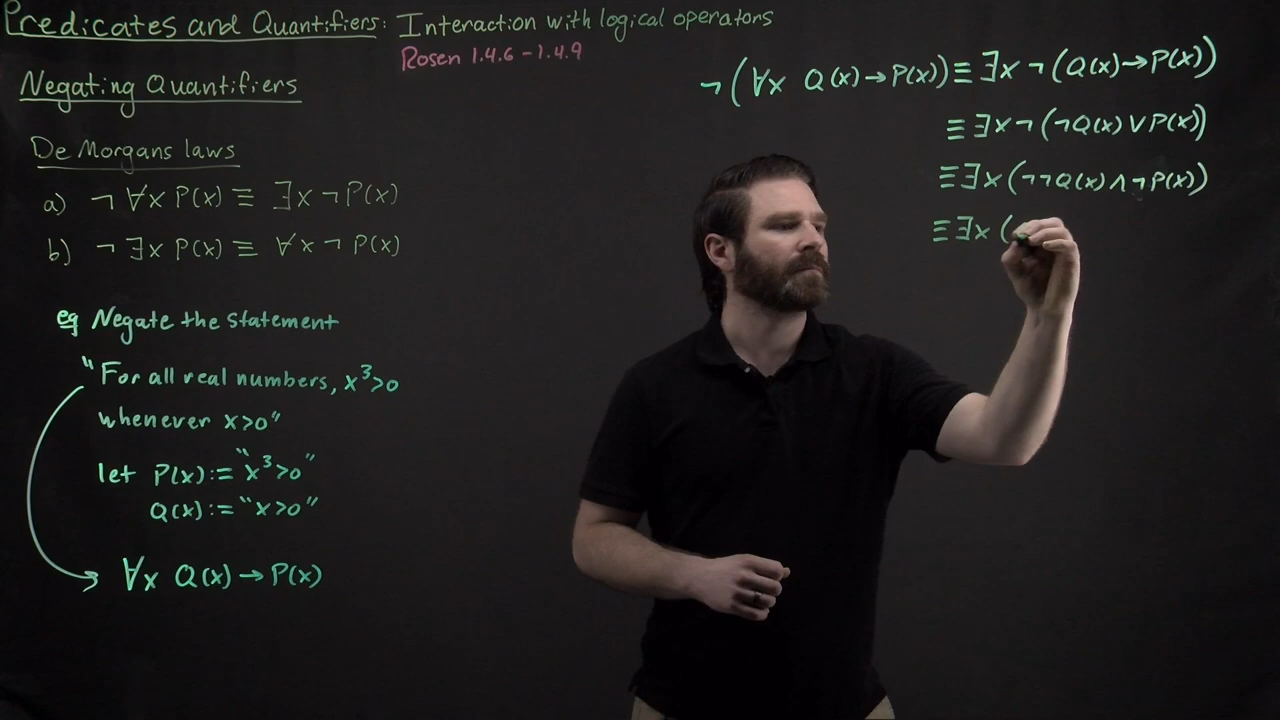 Predicates and Quantifiers: Interaction with logical operators
Rosen 1.4.6 - 1.4.9
Negating Quantifiers
De Morgans laws
a) ¬∀x P(x) ≡ ∃x ¬P(x)
b) ¬∃x P(x) ≡ ∀x ¬ P(x)
eg Negate the statement
"For all real numbers, x³>0
whenever x>0"
let P(x):= "x³>0"
Q(x):= "x>0"
∀x Q(x) → P(x)
¬(∀x Q(x)→P(x)) ≡ ∃x ¬(Q(x)→P(x))
≡ ∃x ¬(¬Q(x) ∨ P(x))
≡ ∃x (¬¬Q(x) ∧ ¬P(x))
≡ ∃x (